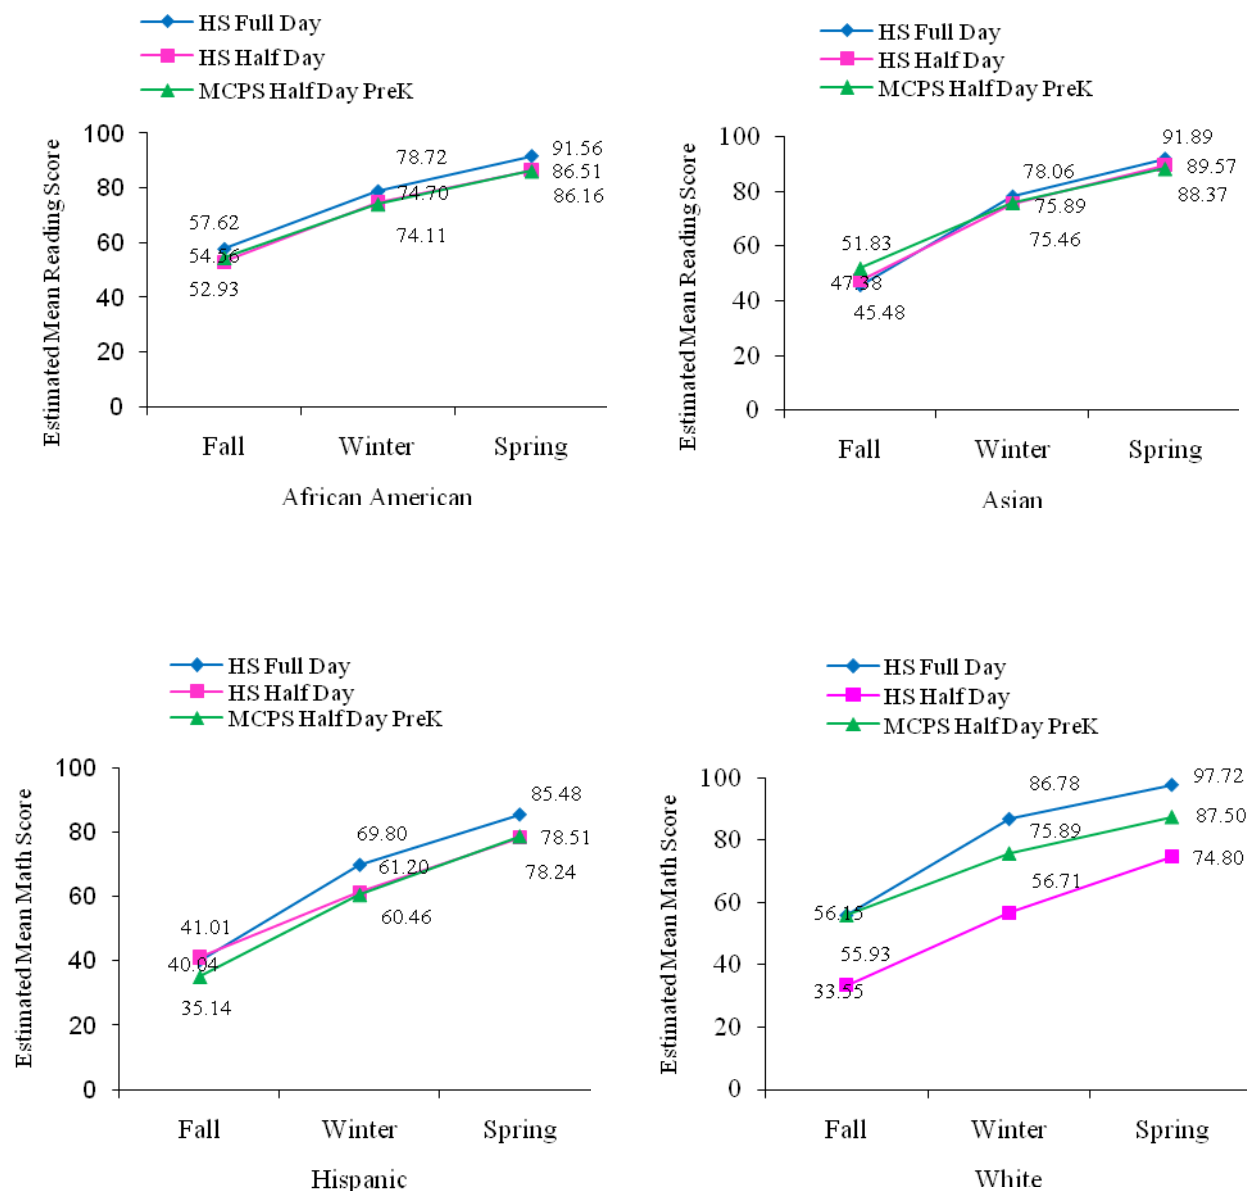 HS Full Day
HS Half Day
MCPS Half Day PreK
Estimated Mean Reading Score
100
80
60
40
20
0
57.62
54.56
52.93
78.72
74.70
74.11
91.56
86.51
86.16
Fall Winter Spring
African American
HS Full Day
HS Half Day
MCPS Half Day PreK
Estimated Mean Reading Score
100
80
60
40
20
0
51.83
47.38
45.48
78.06
75.89
75.46
91.89
89.57
88.37
Fall Winter Spring
Asian
HS Full Day
HS Half Day
MCPS Half Day PreK
Estimated Mean Math Score
100
80
60
40
20
0
41.01
40.04
35.14
69.80
61.20
60.46
85.48
78.51
78.24
Fall Winter Spring
Hispanic
HS Full Day
HS Half Day
MCPS Half Day PreK
Estimated Mean Math Score
100
80
60
40
20
0
56.15
55.93
33.55
86.78
75.89
56.71
97.72
87.50
74.80
Fall Winter Spring
White